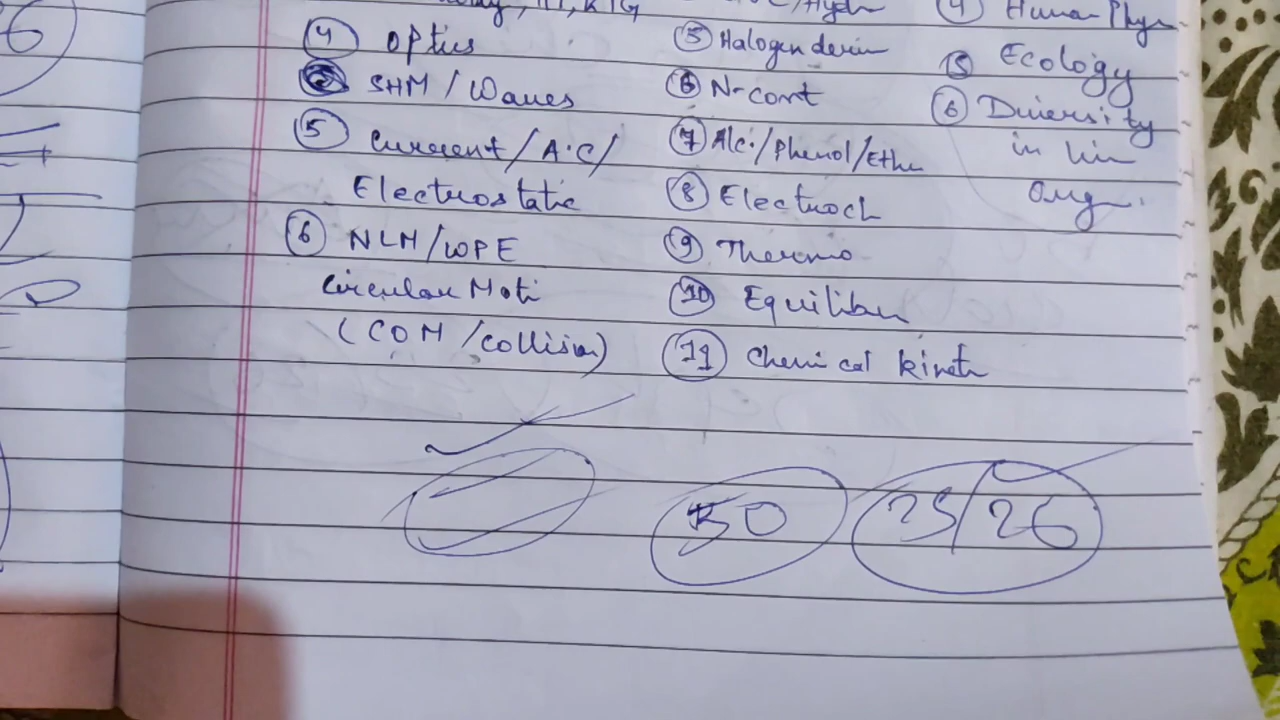 ④ Optics
SHM / Waves
⑤ Current / A.C /
Electrostatic
⑥ NLM / WPE
Circular Moti
(COM / Collision)
⑤ Halogen deriv
⑥ N-cont
⑦ Alc. / Phenol / Ethe
⑧ Electroch
⑨ Thermo
⑩ Equilibr
⑪ Chemical kinet
④ Human Phy
⑤ Ecology
⑥ Diversity
in liv
Org.
50
25/26